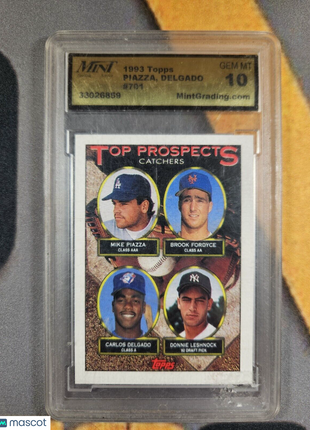 MINT
1993 Topps
GEM MT
PIAZZA, DELGADO
10
#701
33026889
MintGrading.com
TOP PROSPECTS
CATCHERS
MIKE PIAZZA
CLASS AAA
BROOK FORDYCE
CLASS AA
CARLOS DELGADO
CLASS A
DONNIE LESHNOCK
'92 DRAFT PICK
Topps
mascot